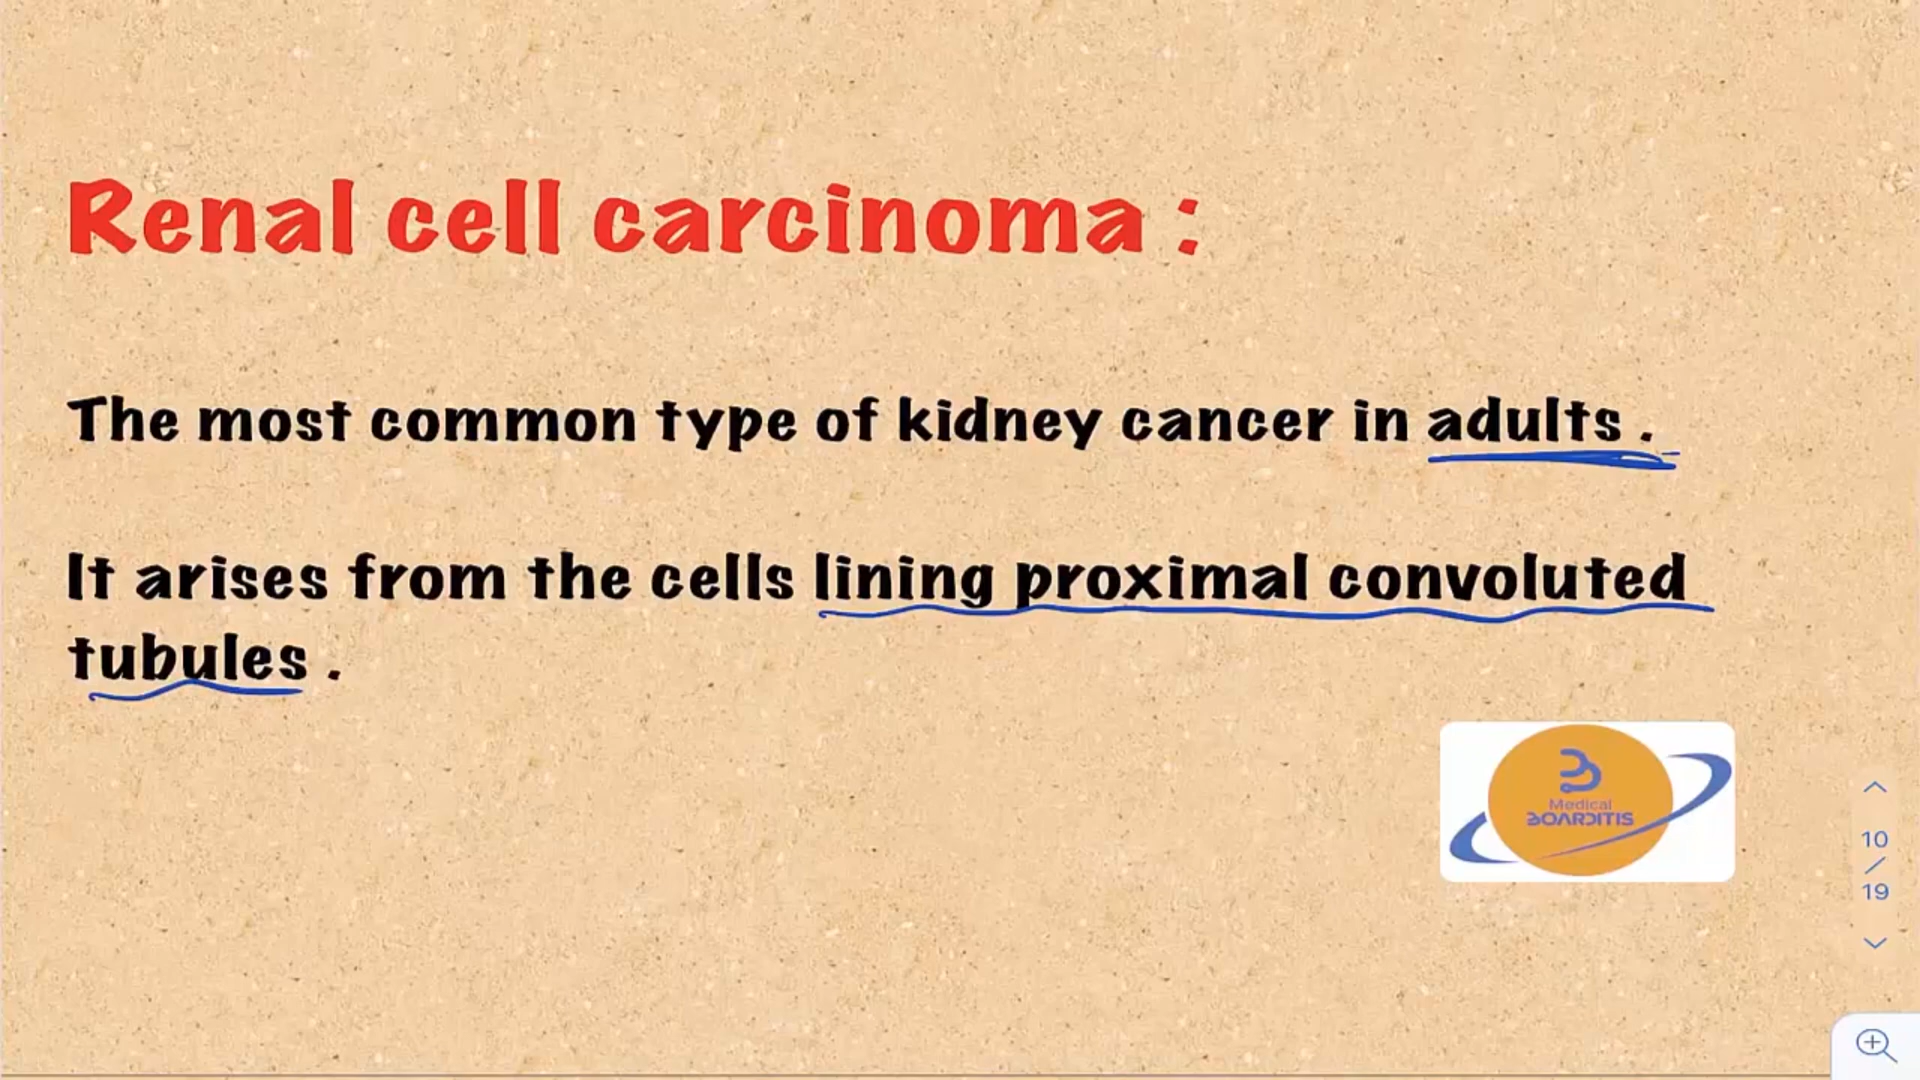 Renal cell carcinoma :
The most common type of kidney cancer in adults .
It arises from the cells lining proximal convoluted
tubules .
Medical
BOARDITIS
10
/
19